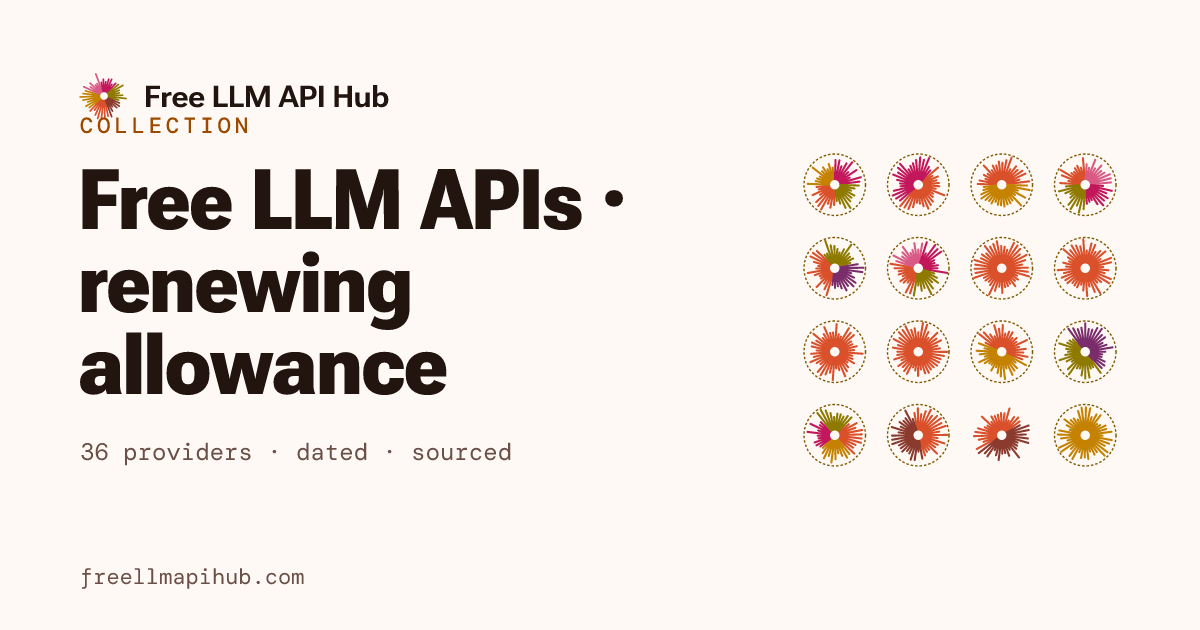 Free LLM API Hub
COLLECTION
Free LLM APIs •
renewing
allowance
36 providers · dated · sourced
freellmapihub.com